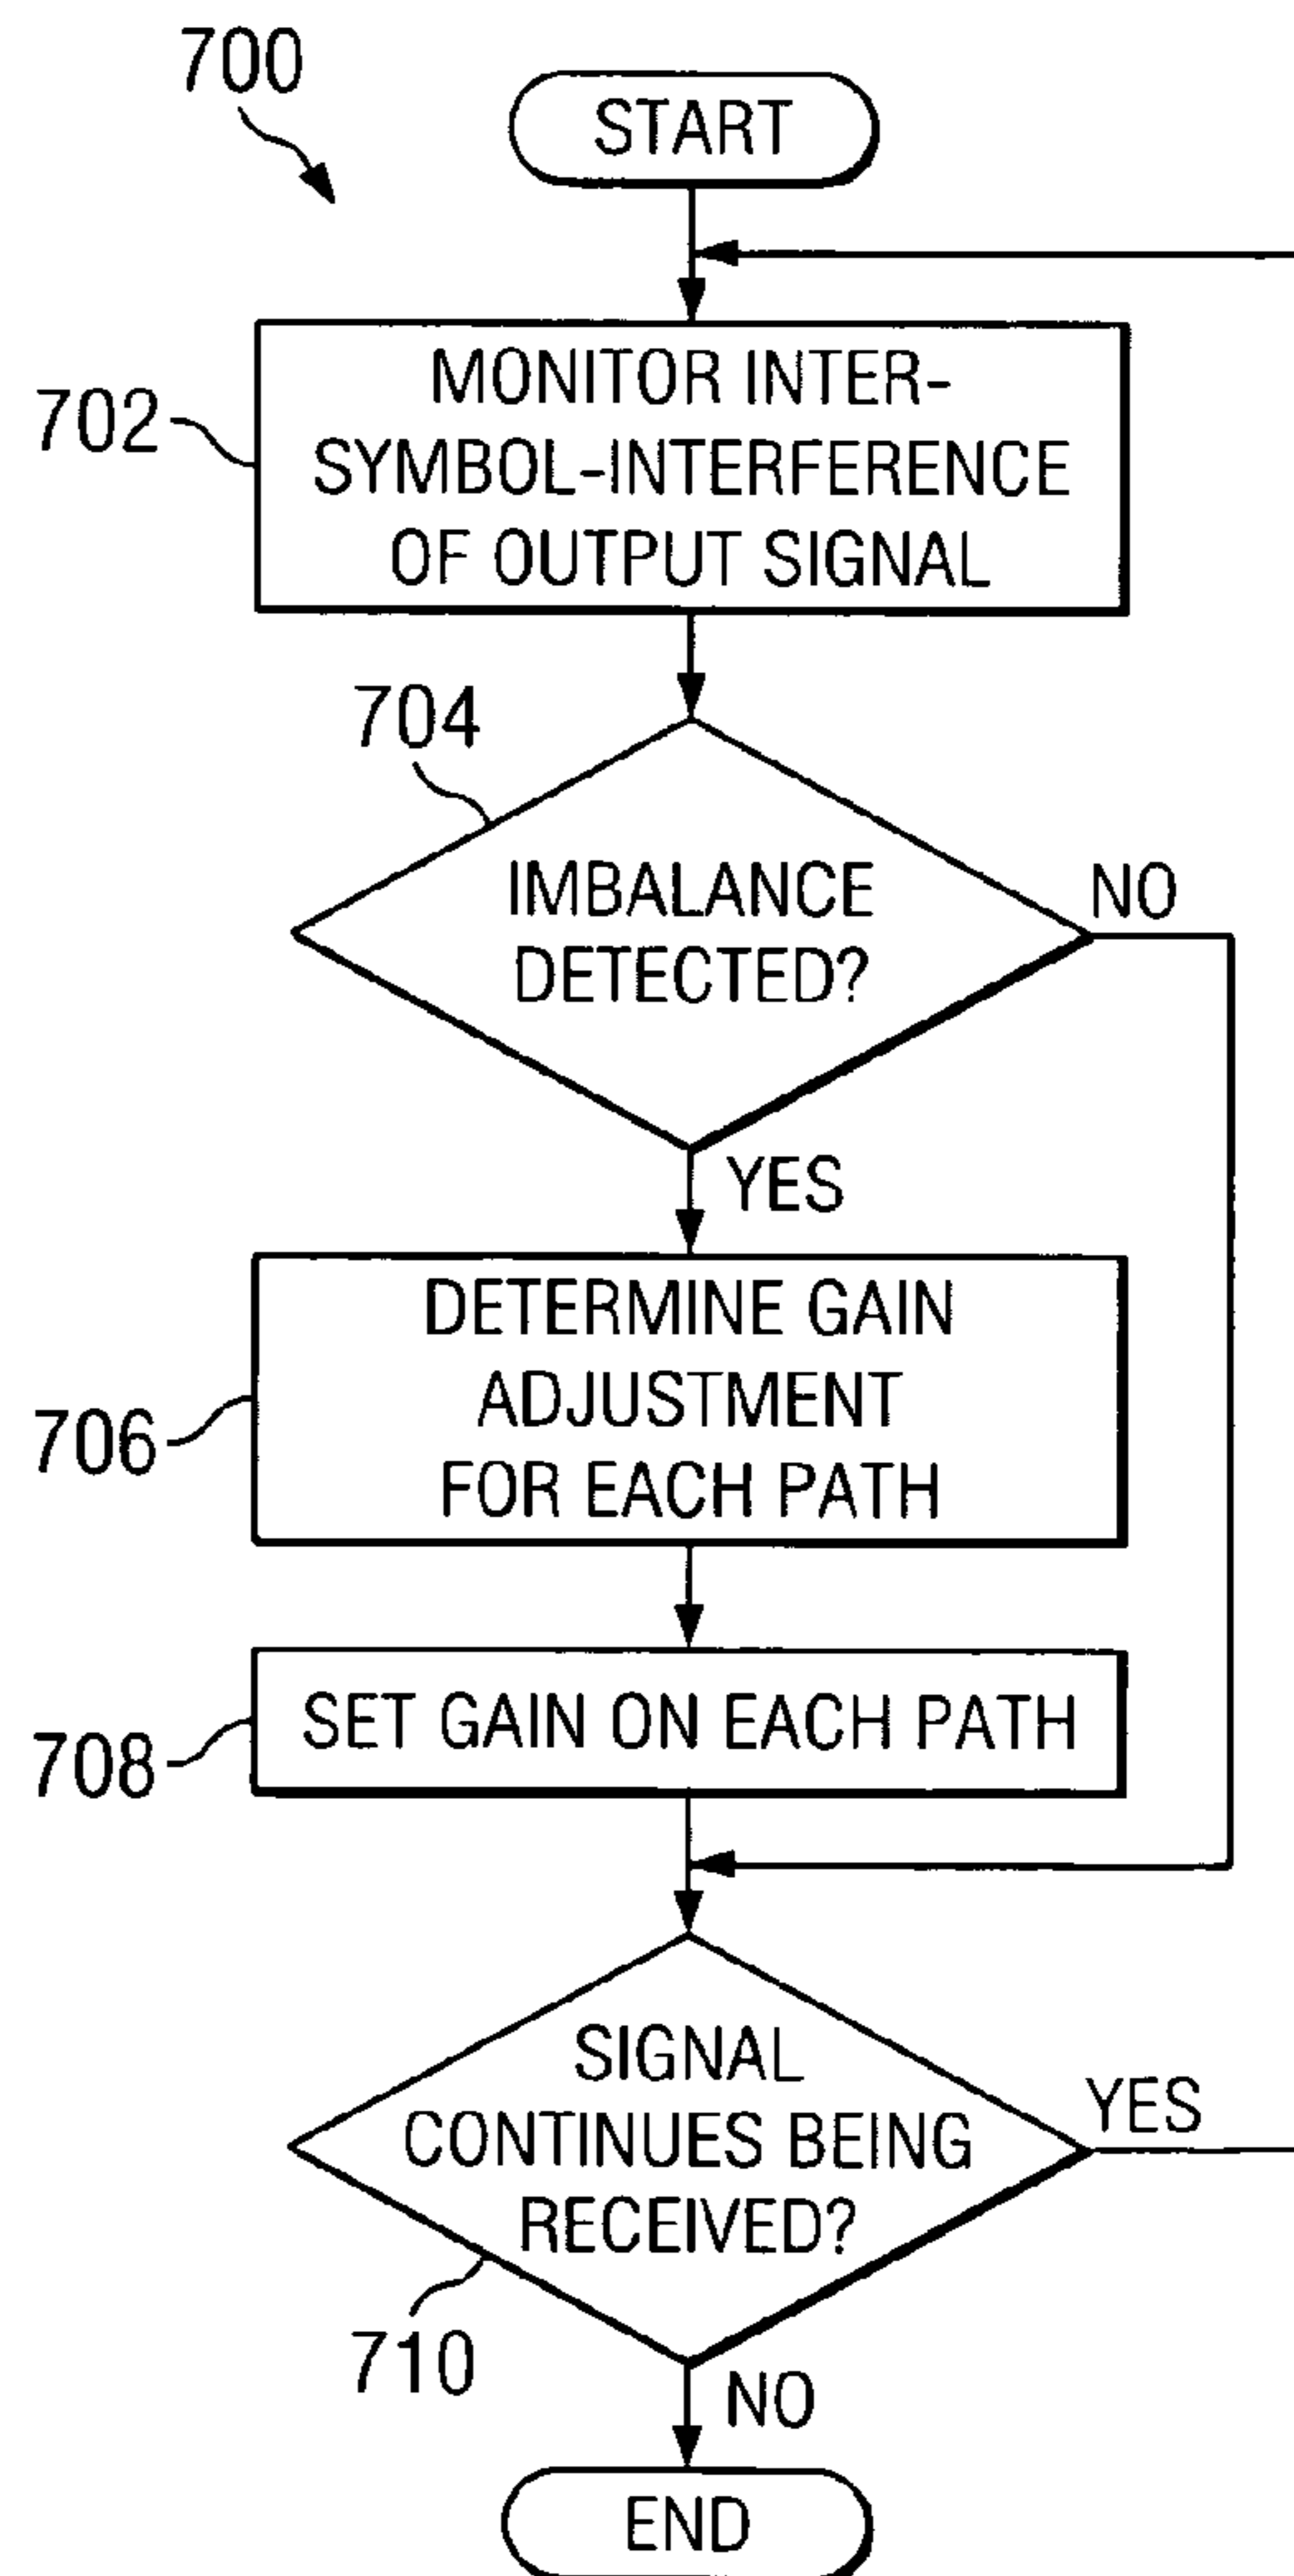 700
START
MONITOR INTER-
SYMBOL-INTERFERENCE
OF OUTPUT SIGNAL
702
704
IMBALANCE
DETECTED?
NO
YES
DETERMINE GAIN
ADJUSTMENT
FOR EACH PATH
706
SET GAIN ON EACH PATH
708
SIGNAL
CONTINUES BEING
RECEIVED?
YES
710
NO
END